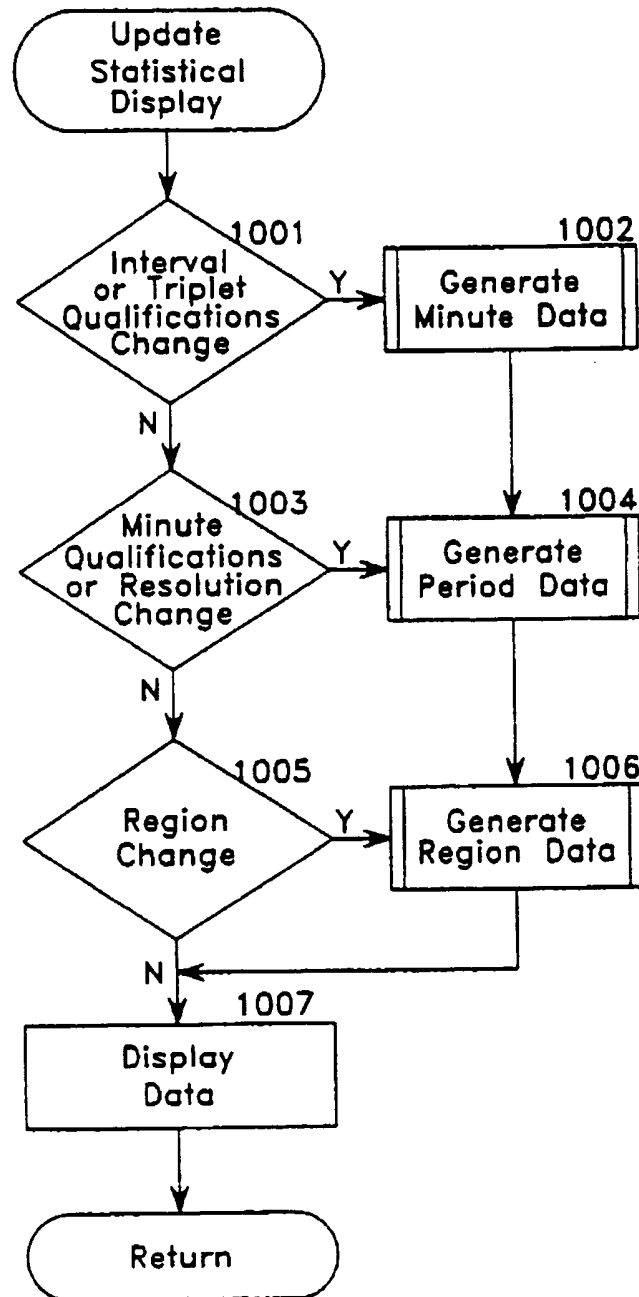 Update
Statistical
Display
1001
Interval
or Triplet
Qualifications
Change
Y
1002
Generate
Minute Data
N
1003
Minute
Qualifications
or Resolution
Change
Y
1004
Generate
Period Data
N
1005
Region
Change
Y
1006
Generate
Region Data
N
1007
Display
Data
Return